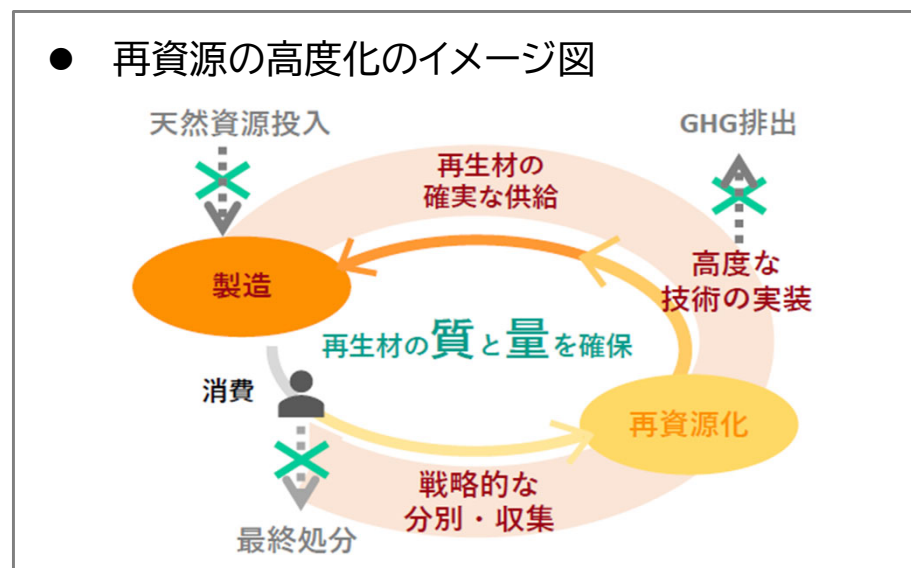 ● 再資源の高度化のイメージ図
天然資源投入
GHG排出
再生材の
確実な供給
高度な
技術の実装
製造
再生材の質と量を確保
消費
再資源化
戦略的な
分別・収集
最終処分